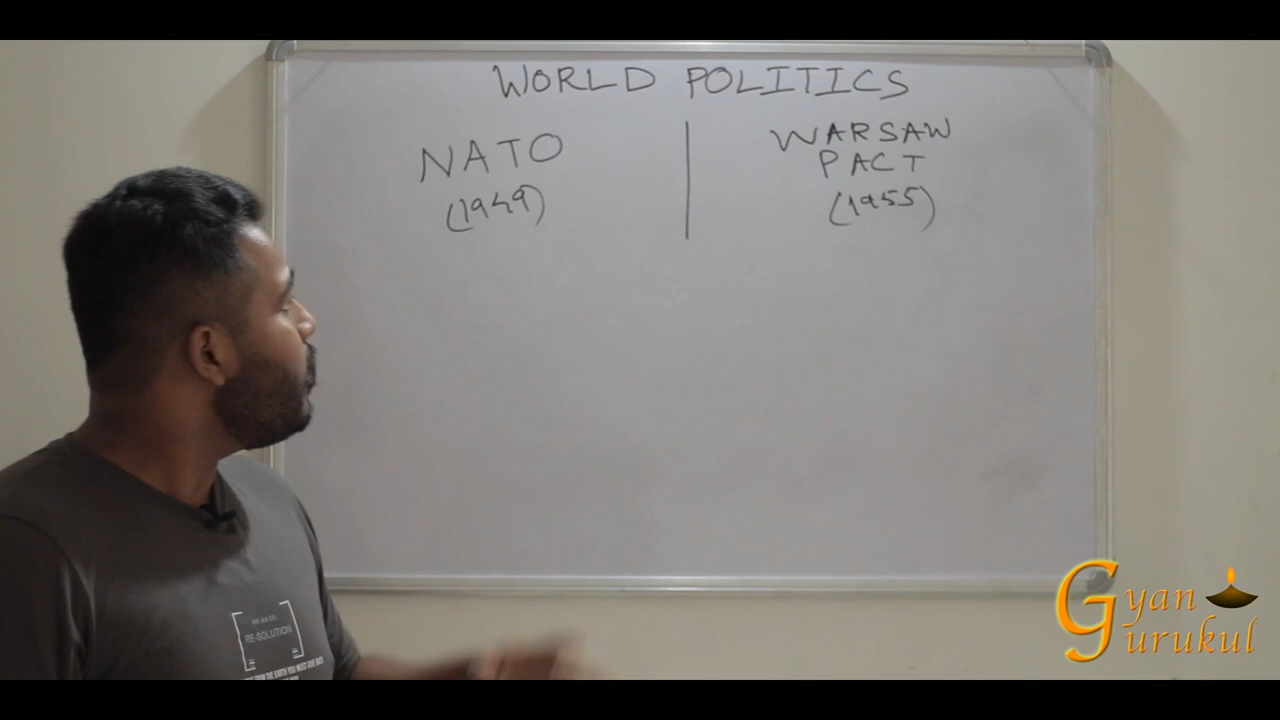 WORLD POLITICS
NATO
(1949)
WARSAW
PACT
(1955)
RE-SOLUTION
Gyan
Gurukul